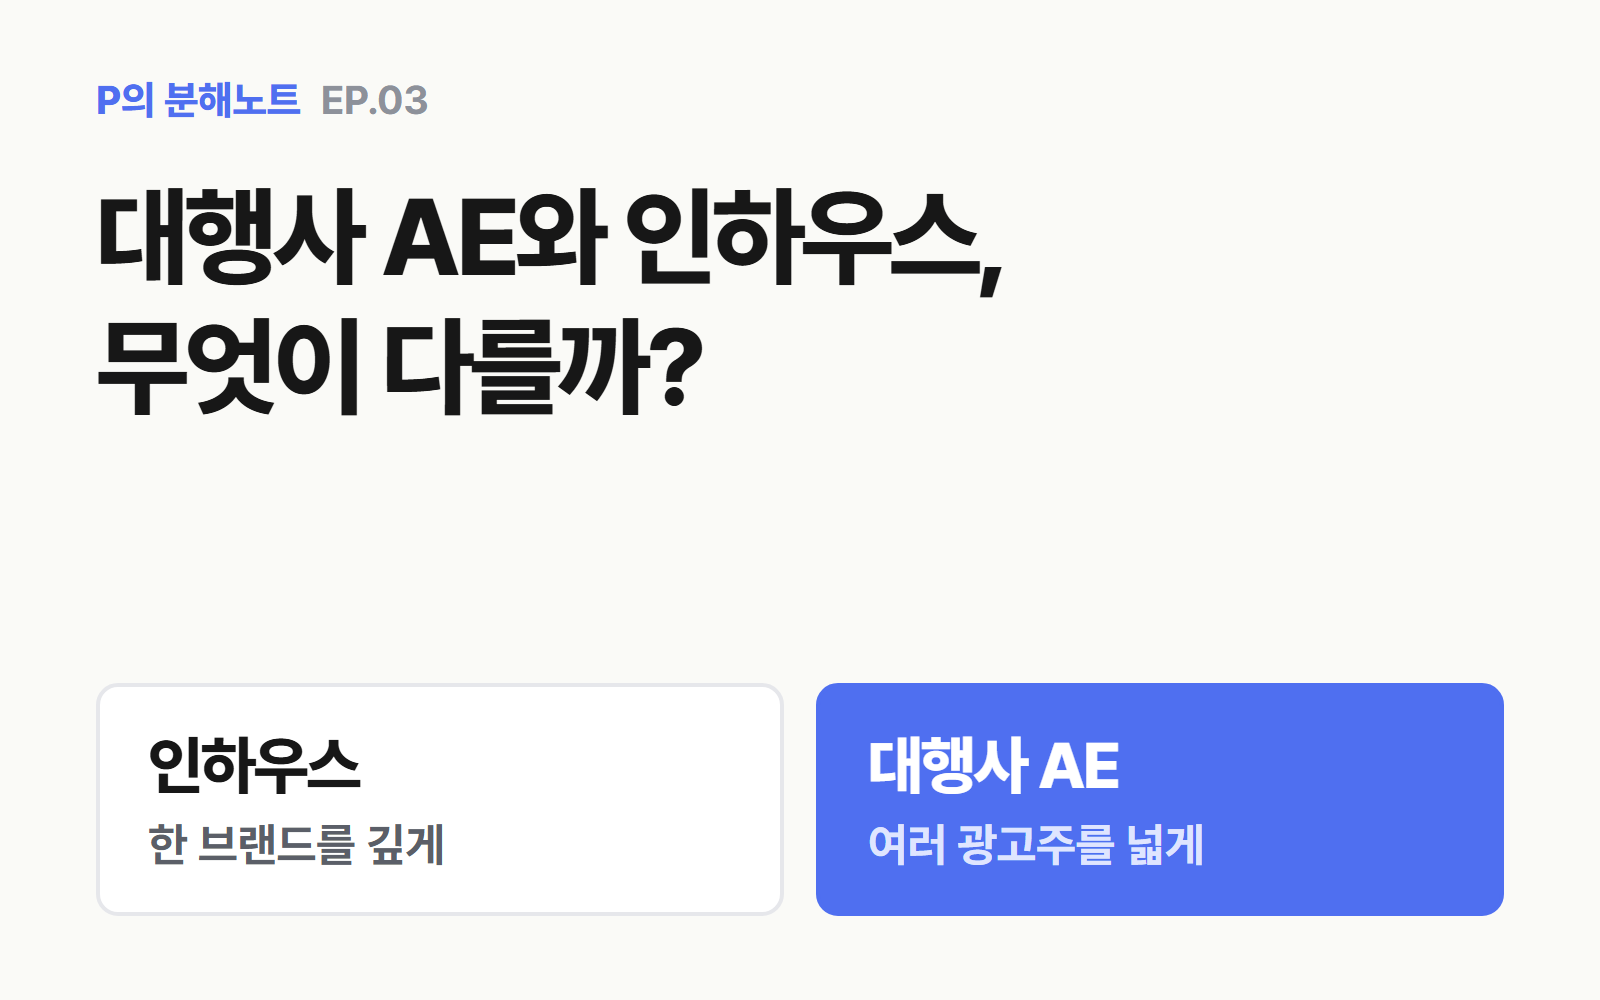 P의 분해노트 EP.03
대행사 AE와 인하우스,
무엇이 다를까?
인하우스
한 브랜드를 깊게
대행사 AE
여러 광고주를 넓게